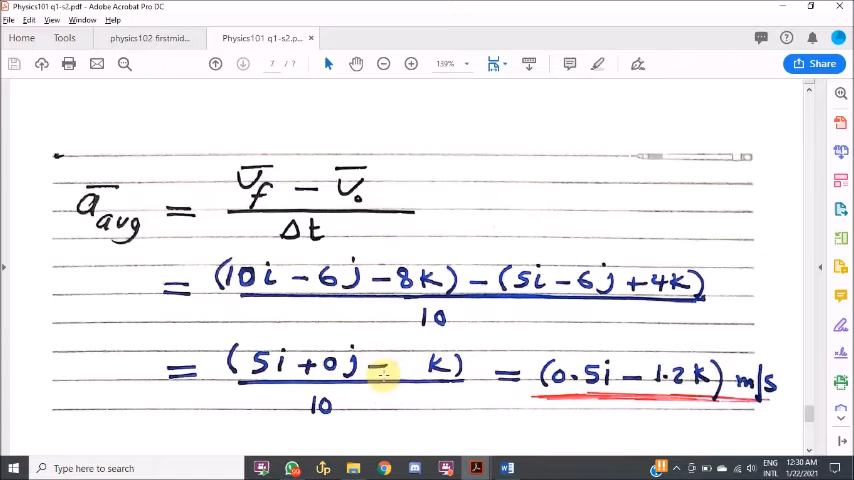 Physics101 q1-s2.pdf - Adobe Acrobat Pro DC
File Edit View Window Help
Home Tools physics102 firstmid... Physics101 q1-s2.p... ×
7 / 7 139% Share
a̅avg = (V̅f − V̅₀) / Δt
= ((10i − 6j − 8k) − (5i − 6j + 4k)) / 10
= (5i + 0j − k) / 10 = (0.5i − 1.2k) m/s
Type here to search ENG INTL 12:30 AM 1/22/2021